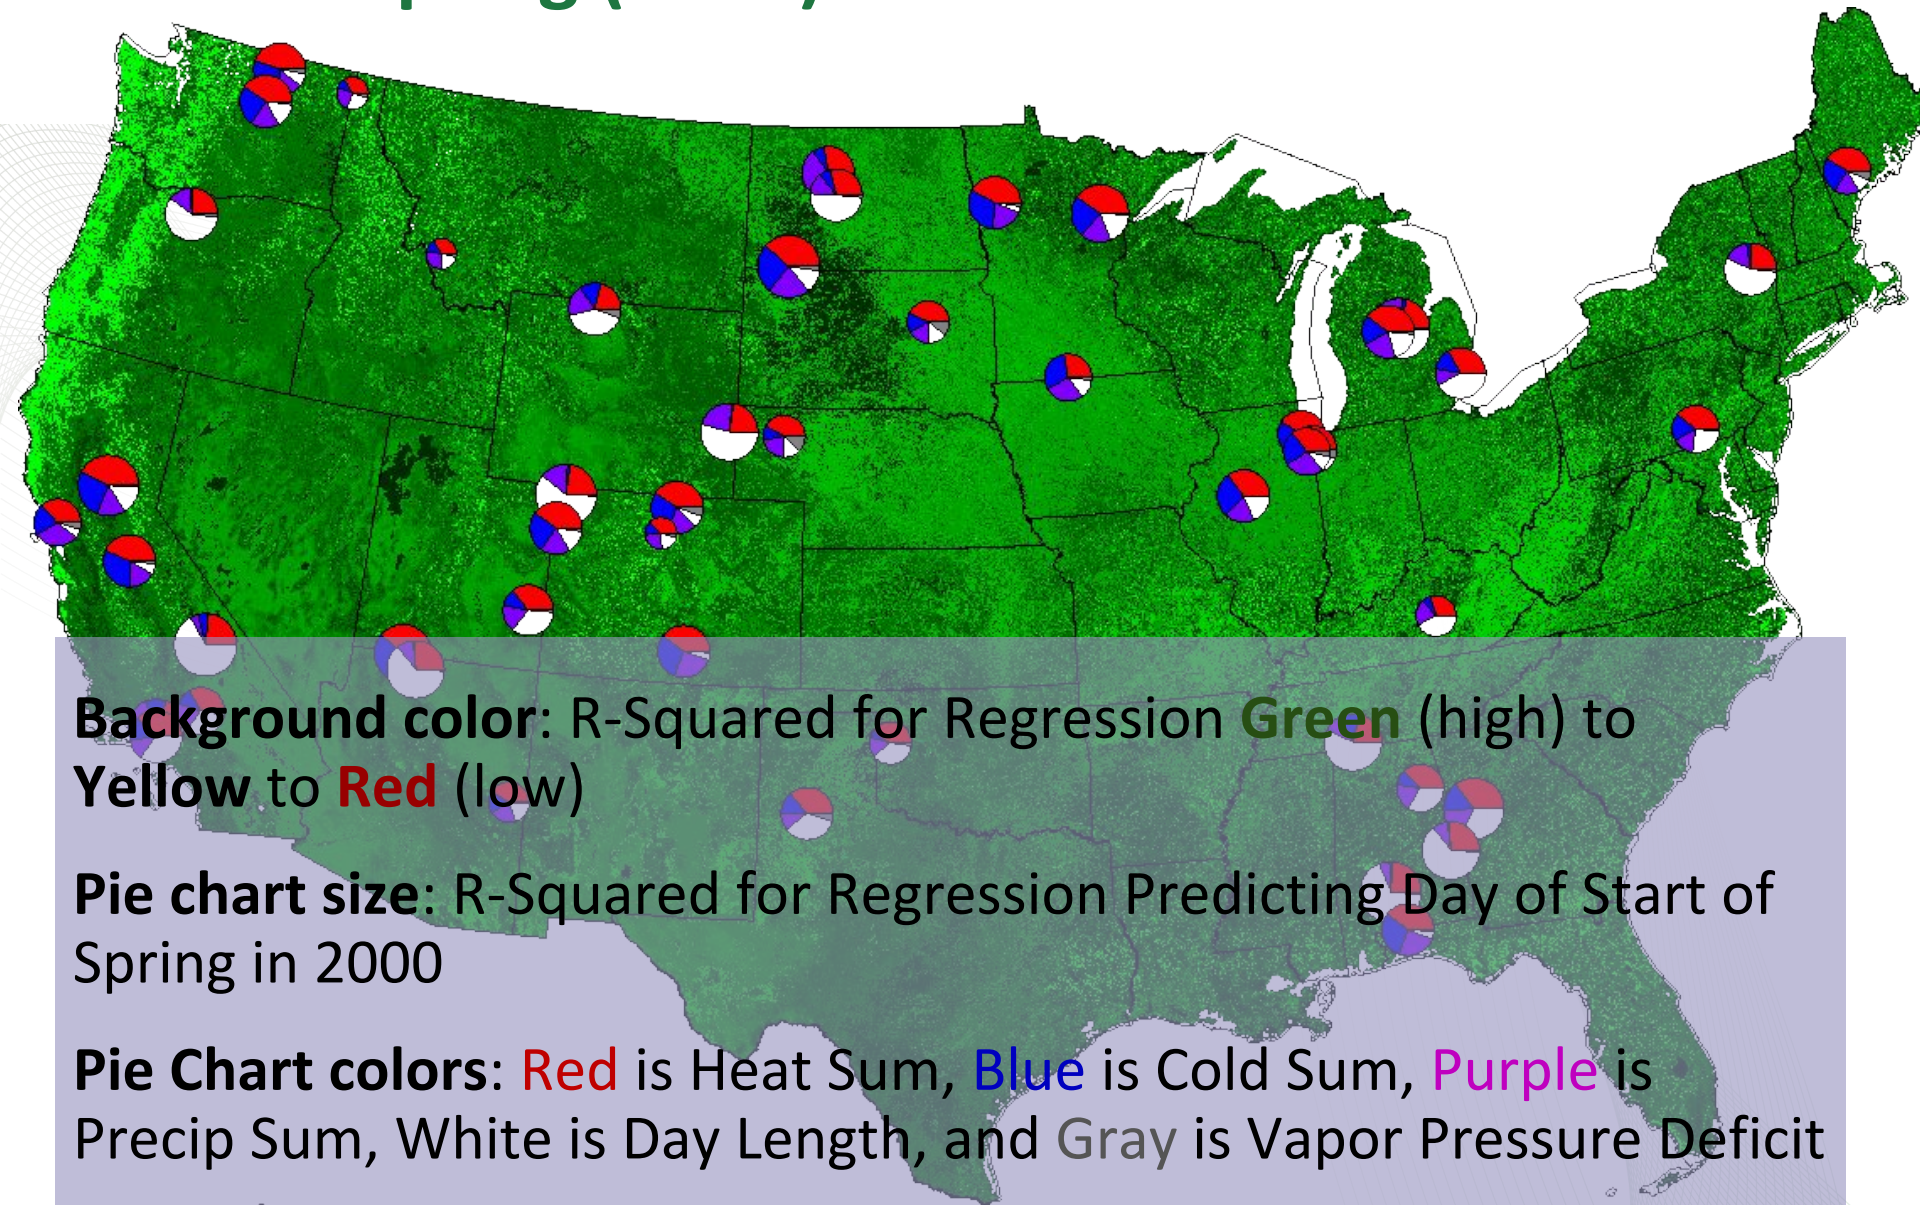 Background color: R-Squared for Regression Green (high) to
Yellow to Red (low)
Pie chart size: R-Squared for Regression Predicting Day of Start of
Spring in 2000
Pie Chart colors: Red is Heat Sum, Blue is Cold Sum, Purple is
Precip Sum, White is Day Length, and Gray is Vapor Pressure Deficit